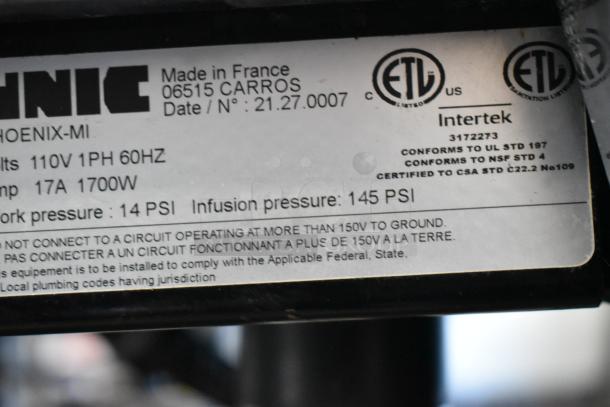 NNIC
Made in France
06515 CARROS
Date / N° : 21.27.0007
HOENIX-MI
lts 110V 1PH 60HZ
mp 17A 1700W
ork pressure : 14 PSI Infusion pressure: 145 PSI
NOT CONNECT TO A CIRCUIT OPERATING AT MORE THAN 150V TO GROUND.
PAS CONNECTER A UN CIRCUIT FONCTIONNANT A PLUS DE 150V A LA TERRE.
s equipement is to be installed to comply with the Applicable Federal, State.
Local plumbing codes having jurisdiction
C ETL US
LISTED
ETL
SANITATION LISTED
Intertek
3172273
CONFORMS TO UL STD 197
CONFORMS TO NSF STD 4
CERTIFIED TO CSA STD C22.2 No109